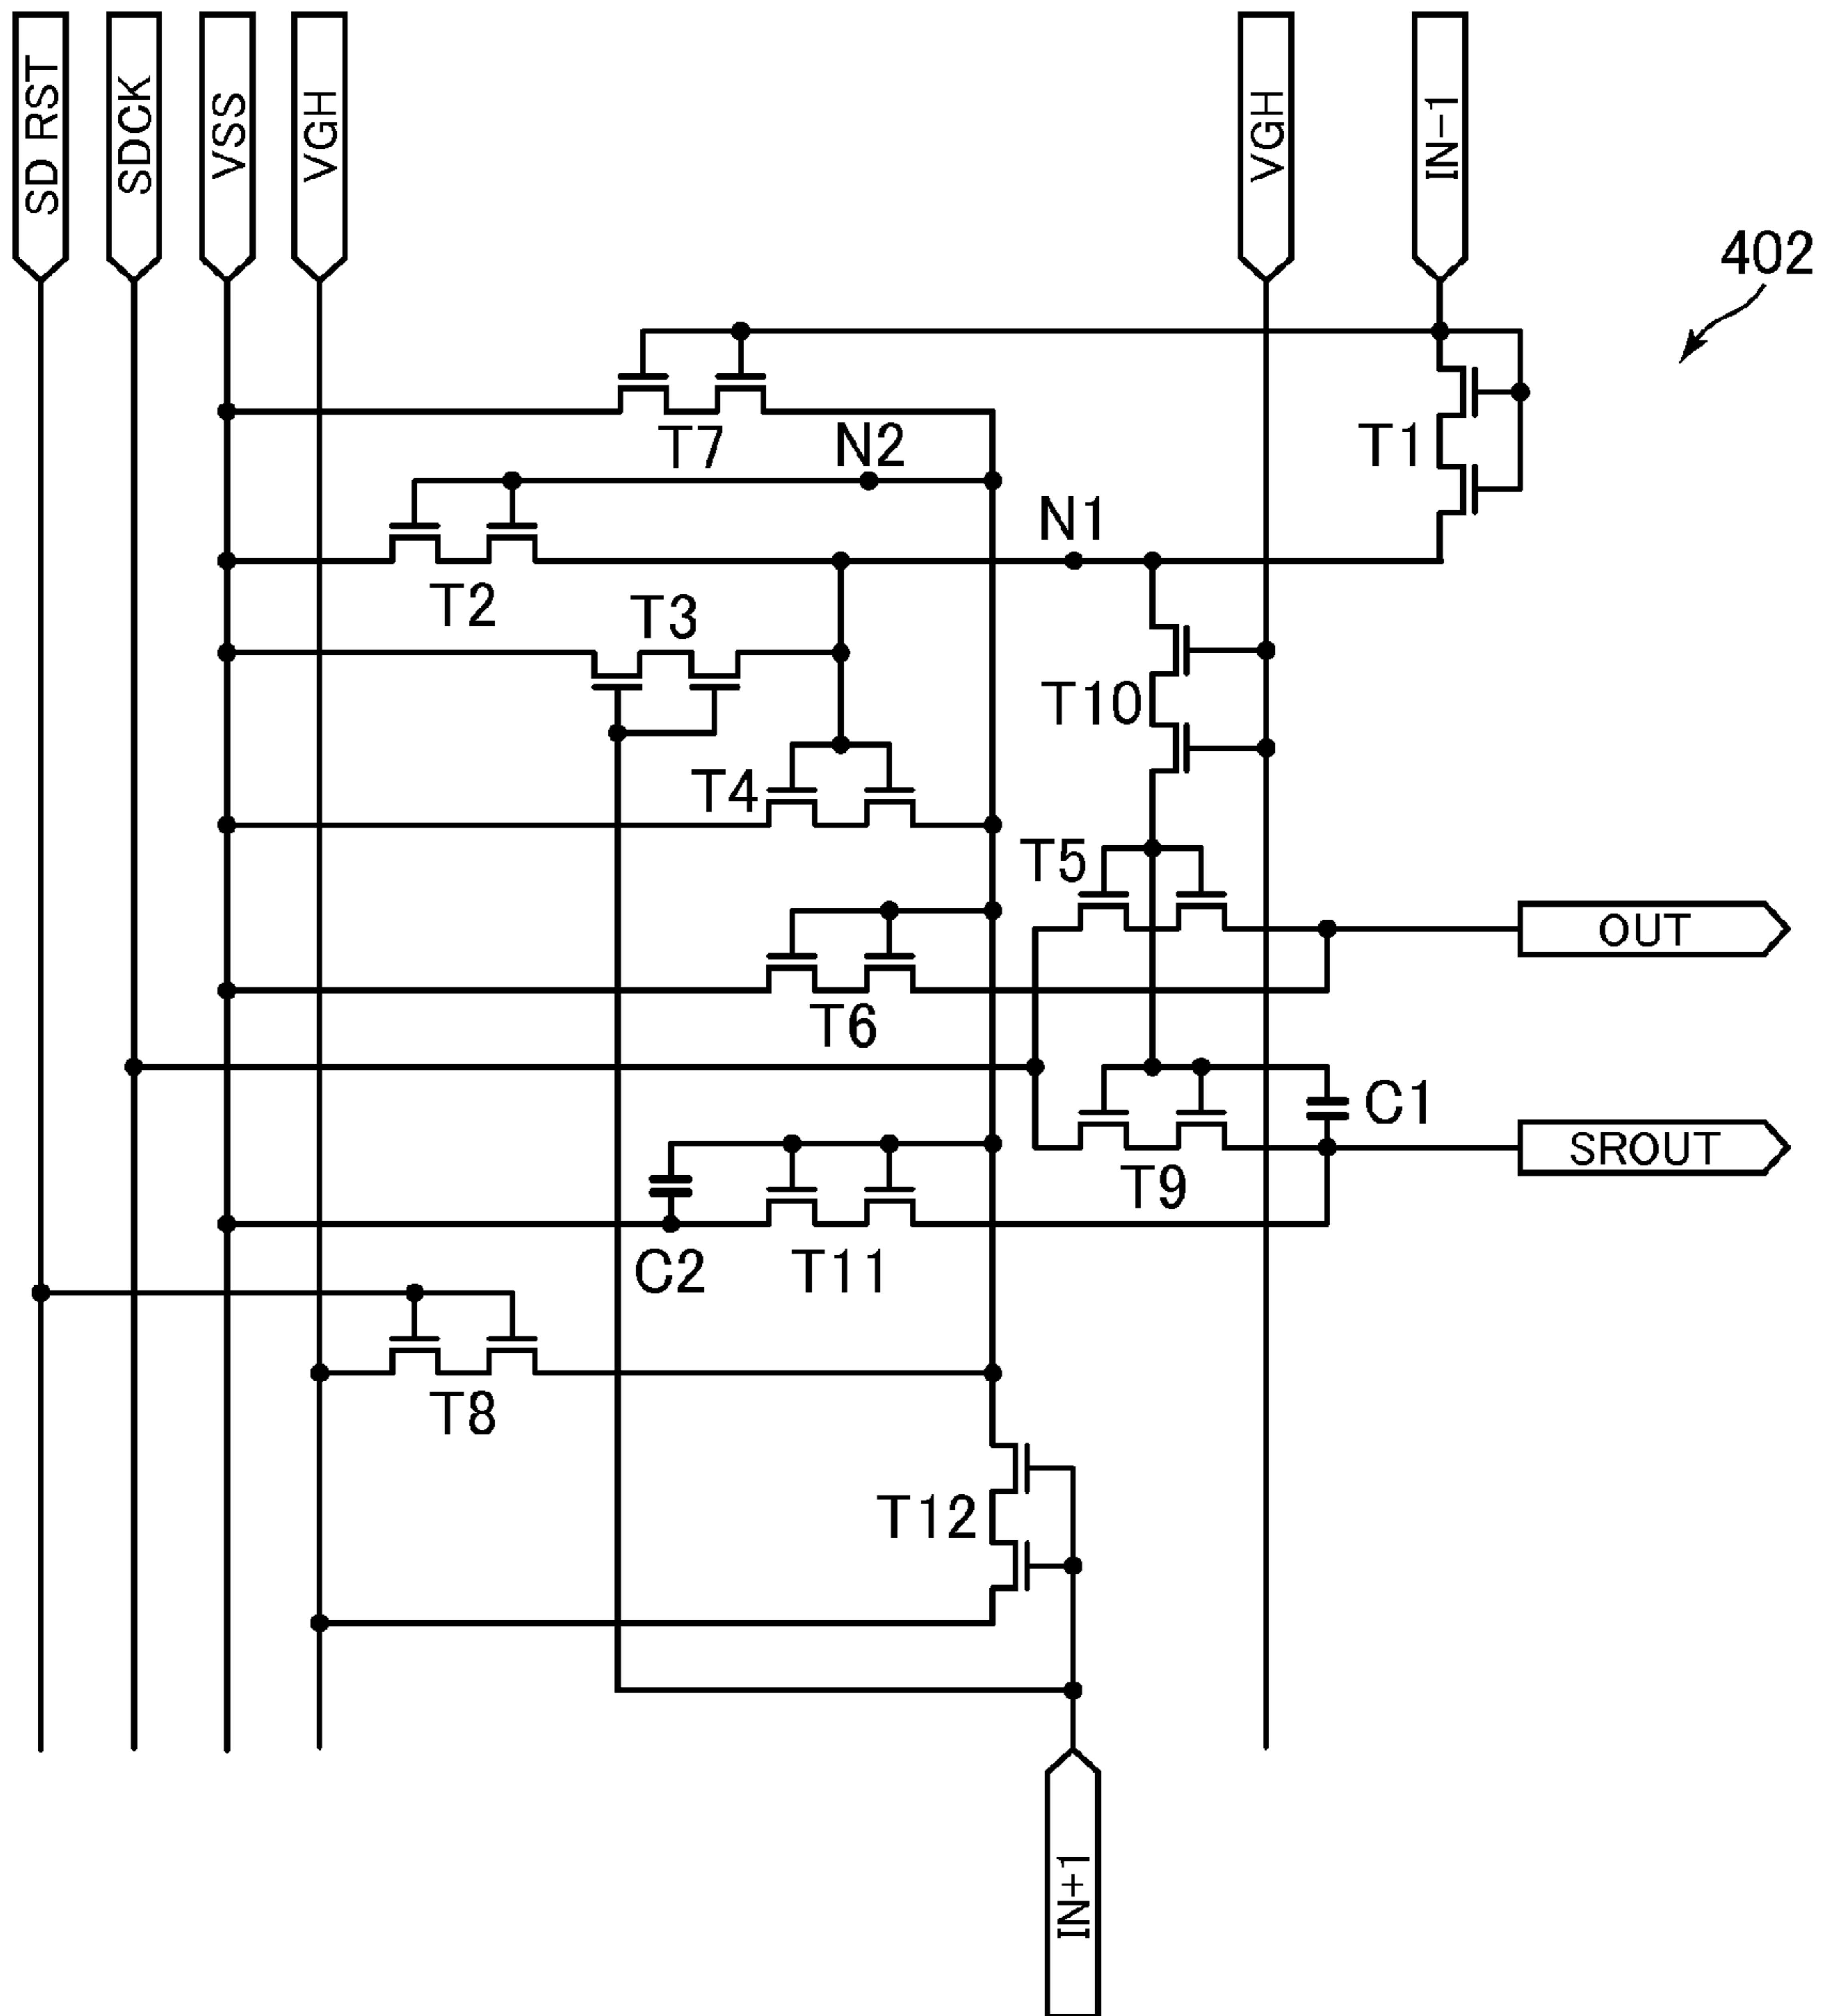 SD RST
SDCK
VSS
VGH
VGH
IN-1
402
T7
N2
T1
N1
T2
T3
T10
T4
T5
OUT
T6
C1
SROUT
T9
C2
T11
T8
T12
IN+1